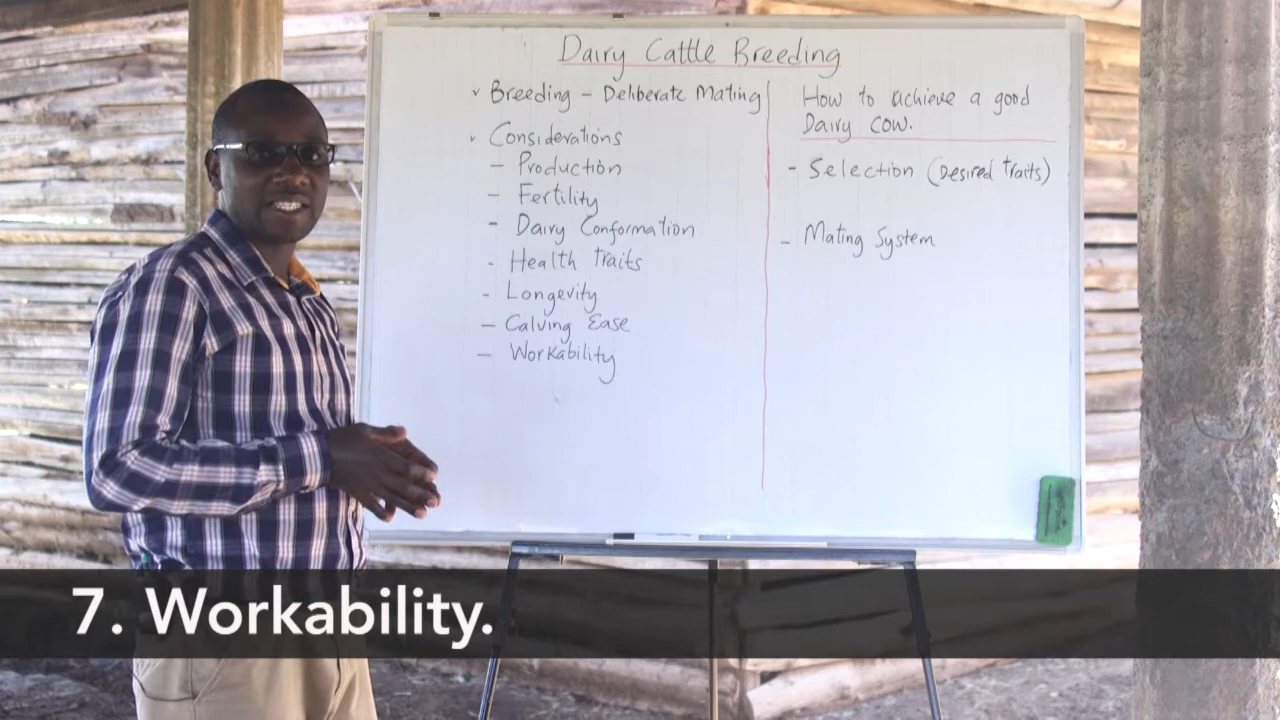 Dairy Cattle Breeding
v Breeding - Deliberate Mating
v Considerations
- Production
- Fertility
- Dairy Conformation
- Health traits
- Longevity
- Calving Ease
- Workability
How to achieve a good
Dairy cow.
- Selection (Desired traits)
- Mating System
7. Workability.